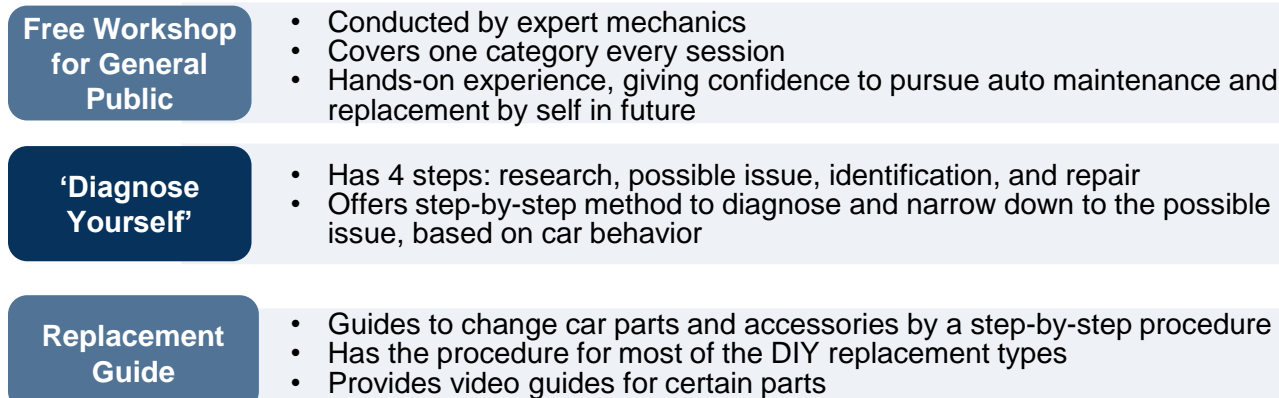 Free Workshop
for General
Public
• Conducted by expert mechanics
• Covers one category every session
• Hands-on experience, giving confidence to pursue auto maintenance and
replacement by self in future
‘Diagnose
Yourself’
• Has 4 steps: research, possible issue, identification, and repair
• Offers step-by-step method to diagnose and narrow down to the possible
issue, based on car behavior
Replacement
Guide
• Guides to change car parts and accessories by a step-by-step procedure
• Has the procedure for most of the DIY replacement types
• Provides video guides for certain parts